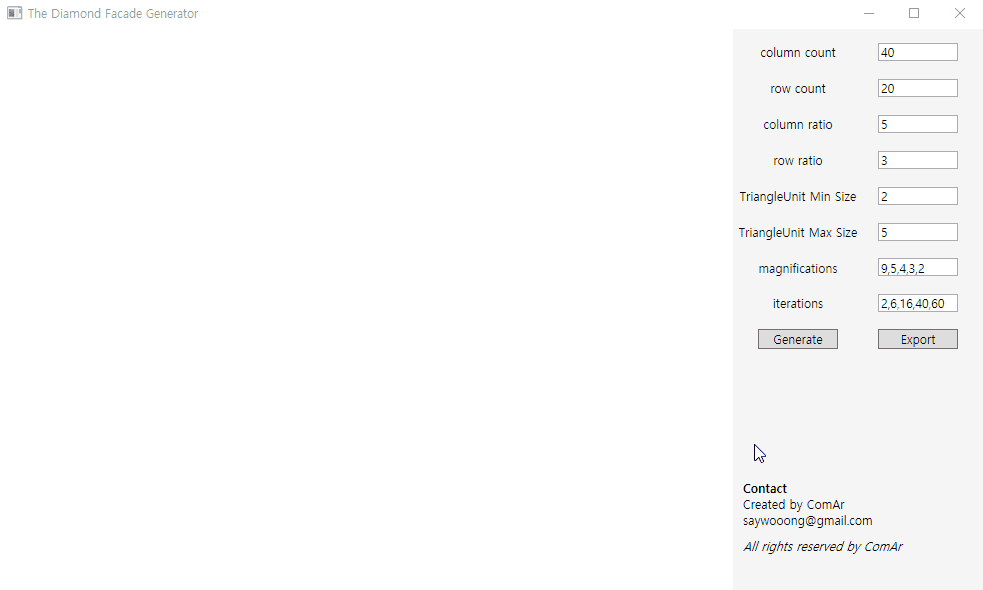 The Diamond Facade Generator
column count 40
row count 20
column ratio 5
row ratio 3
TriangleUnit Min Size 2
TriangleUnit Max Size 5
magnifications 9,5,4,3,2
iterations 2,6,16,40,60
Generate Export
Contact
Created by ComAr
saywooong@gmail.com
All rights reserved by ComAr